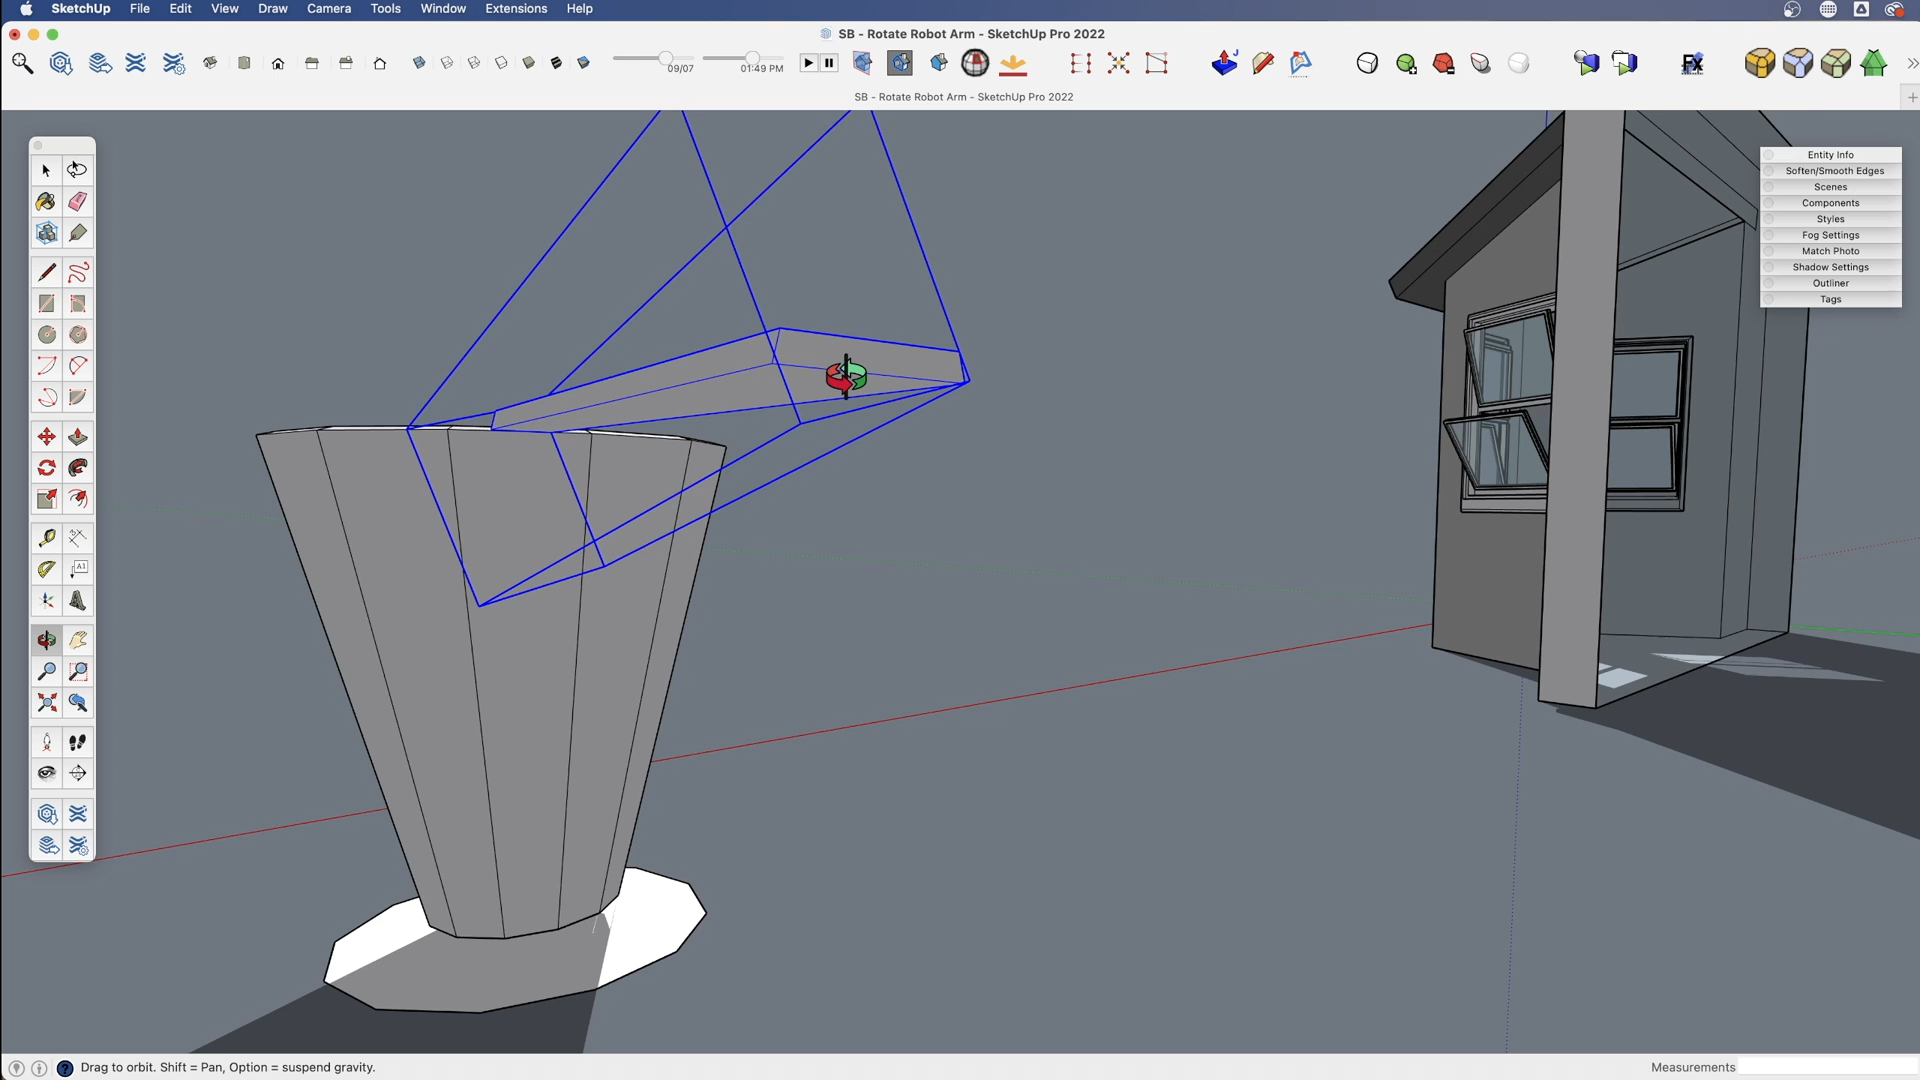 SketchUp File Edit View Draw Camera Tools Window Extensions Help
SB - Rotate Robot Arm - SketchUp Pro 2022
09/07 01:49 PM
FX
SB - Rotate Robot Arm - SketchUp Pro 2022
Entity Info
Soften/Smooth Edges
Scenes
Components
Styles
Fog Settings
Match Photo
Shadow Settings
Outliner
Tags
A1
Drag to orbit. Shift = Pan, Option = suspend gravity.
Measurements